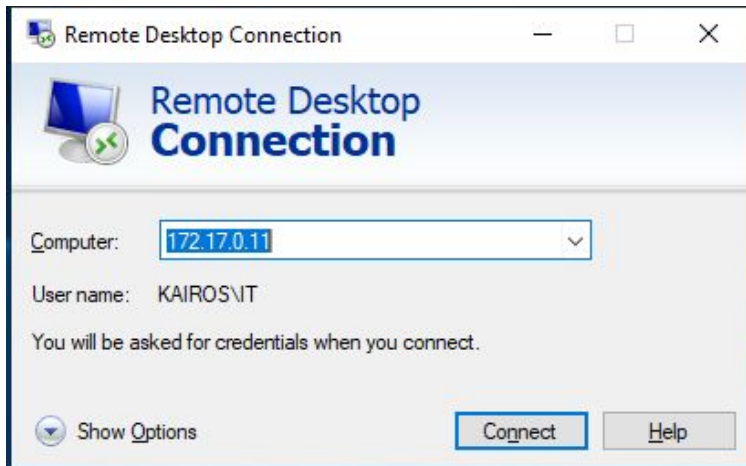 Remote Desktop Connection
Remote Desktop
Connection
Computer: 172.17.0.11
User name: KAIROS\IT
You will be asked for credentials when you connect.
Show Options Connect Help